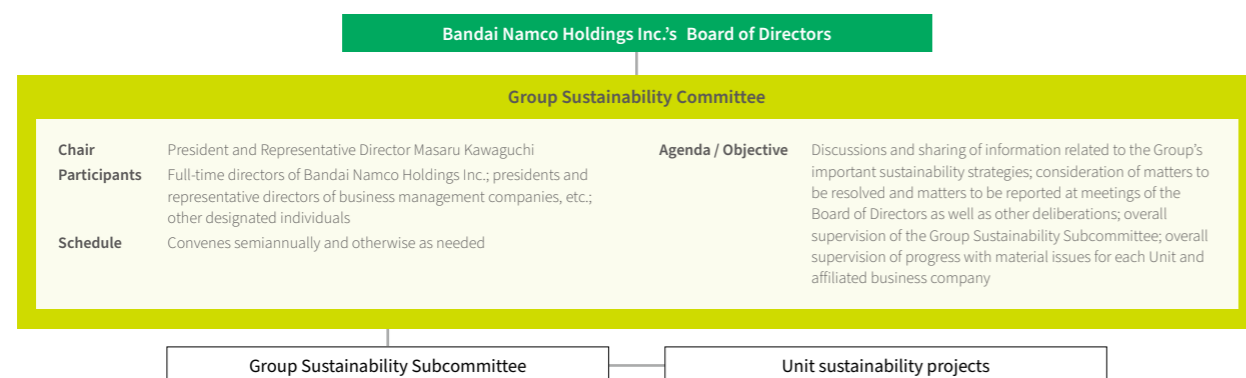 Bandai Namco Holdings Inc.'s Board of Directors
Group Sustainability Committee
Chair President and Representative Director Masaru Kawaguchi
Participants Full-time directors of Bandai Namco Holdings Inc.; presidents and
representative directors of business management companies, etc.;
other designated individuals
Schedule Convenes semiannually and otherwise as needed
Agenda / Objective Discussions and sharing of information related to the Group's
important sustainability strategies; consideration of matters to
be resolved and matters to be reported at meetings of the
Board of Directors as well as other deliberations; overall
supervision of the Group Sustainability Subcommittee; overall
supervision of progress with material issues for each Unit and
affiliated business company
Group Sustainability Subcommittee
Unit sustainability projects